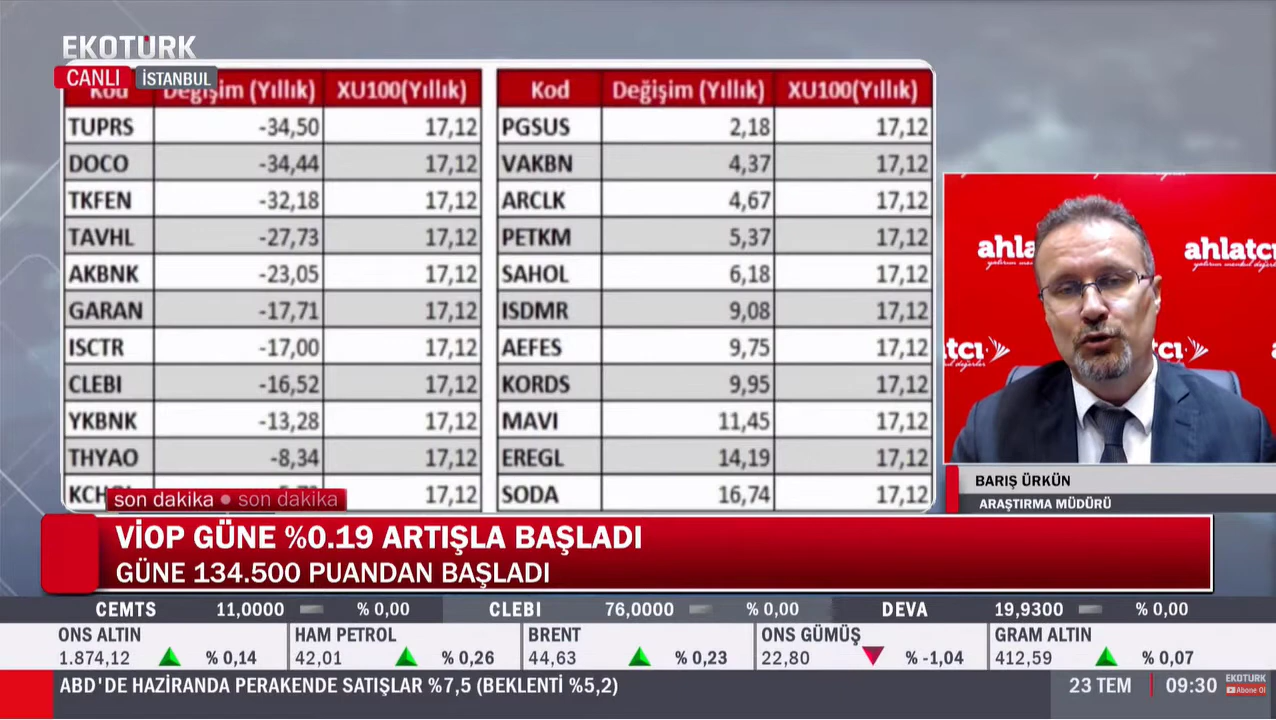 EKOTÜRK
CANLI İSTANBUL
Kod Değişim (Yıllık) XU100(Yıllık) Kod Değişim (Yıllık) XU100(Yıllık)
TUPRS -34,50 17,12 PGSUS 2,18 17,12
DOCO -34,44 17,12 VAKBN 4,37 17,12
TKFEN -32,18 17,12 ARCLK 4,67 17,12
TAVHL -27,73 17,12 PETKM 5,37 17,12
AKBNK -23,05 17,12 SAHOL 6,18 17,12
GARAN -17,71 17,12 ISDMR 9,08 17,12
ISCTR -17,00 17,12 AEFES 9,75 17,12
CLEBI -16,52 17,12 KORDS 9,95 17,12
YKBNK -13,28 17,12 MAVI 11,45 17,12
THYAO -8,34 17,12 EREGL 14,19 17,12
17,12 SODA 16,74 17,12
ahlatcı
yatırım menkul değerler
BARIŞ ÜRKÜN
ARAŞTIRMA MÜDÜRÜ
son dakika • son dakika
VİOP GÜNE %0.19 ARTIŞLA BAŞLADI
GÜNE 134.500 PUANDAN BAŞLADI
CEMTS 11,0000 % 0,00 CLEBI 76,0000 % 0,00 DEVA 19,9300 % 0,00
ONS ALTIN HAM PETROL BRENT ONS GÜMÜŞ GRAM ALTIN
1.874,12 % 0,14 42,01 % 0,26 44,63 % 0,23 22,80 % -1,04 412,59 % 0,07
ABD'DE HAZİRANDA PERAKENDE SATIŞLAR %7,5 (BEKLENTİ %5,2)
23 TEM 09:30 EKOTÜRK
Abone Ol